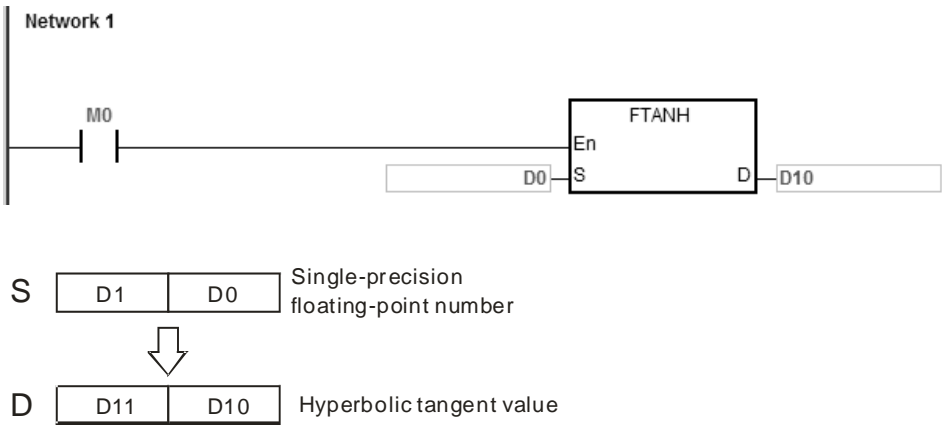 Network 1
M0
FTANH
En
D0 S D D10
S D1 D0 Single-precision
floating-point number
D D11 D10 Hyperbolic tangent value